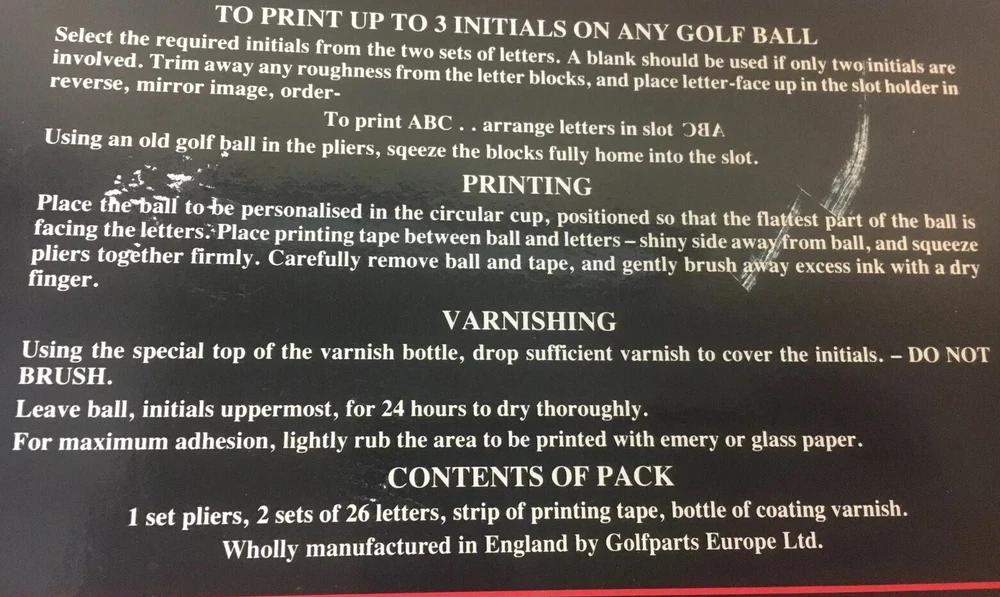 TO PRINT UP TO 3 INITIALS ON ANY GOLF BALL
Select the required initials from the two sets of letters. A blank should be used if only two initials are
involved. Trim away any roughness from the letter blocks, and place letter-face up in the slot holder in
reverse, mirror image, order-
To print ABC . . arrange letters in slot ƆBA
Using an old golf ball in the pliers, sqeeze the blocks fully home into the slot.
PRINTING
Place the ball to be personalised in the circular cup, positioned so that the flattest part of the ball is
facing the letters. Place printing tape between ball and letters – shiny side away from ball, and squeeze
pliers together firmly. Carefully remove ball and tape, and gently brush away excess ink with a dry
finger.
VARNISHING
Using the special top of the varnish bottle, drop sufficient varnish to cover the initials. – DO NOT
BRUSH.
Leave ball, initials uppermost, for 24 hours to dry thoroughly.
For maximum adhesion, lightly rub the area to be printed with emery or glass paper.
CONTENTS OF PACK
1 set pliers, 2 sets of 26 letters, strip of printing tape, bottle of coating varnish.
Wholly manufactured in England by Golfparts Europe Ltd.